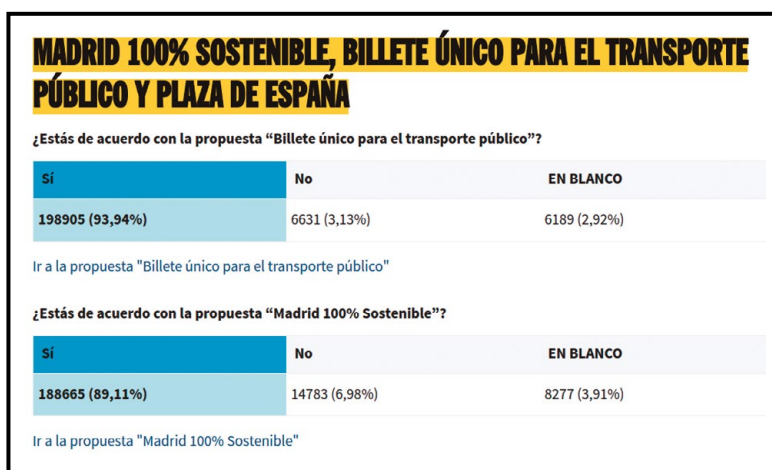 MADRID 100% SOSTENIBLE, BILLETE ÚNICO PARA EL TRANSPORTE
PÚBLICO Y PLAZA DE ESPAÑA
¿Estás de acuerdo con la propuesta “Billete único para el transporte público”?
Sí No EN BLANCO
198905 (93,94%) 6631 (3,13%) 6189 (2,92%)
Ir a la propuesta "Billete único para el transporte público"
¿Estás de acuerdo con la propuesta “Madrid 100% Sostenible”?
Sí No EN BLANCO
188665 (89,11%) 14783 (6,98%) 8277 (3,91%)
Ir a la propuesta "Madrid 100% Sostenible"